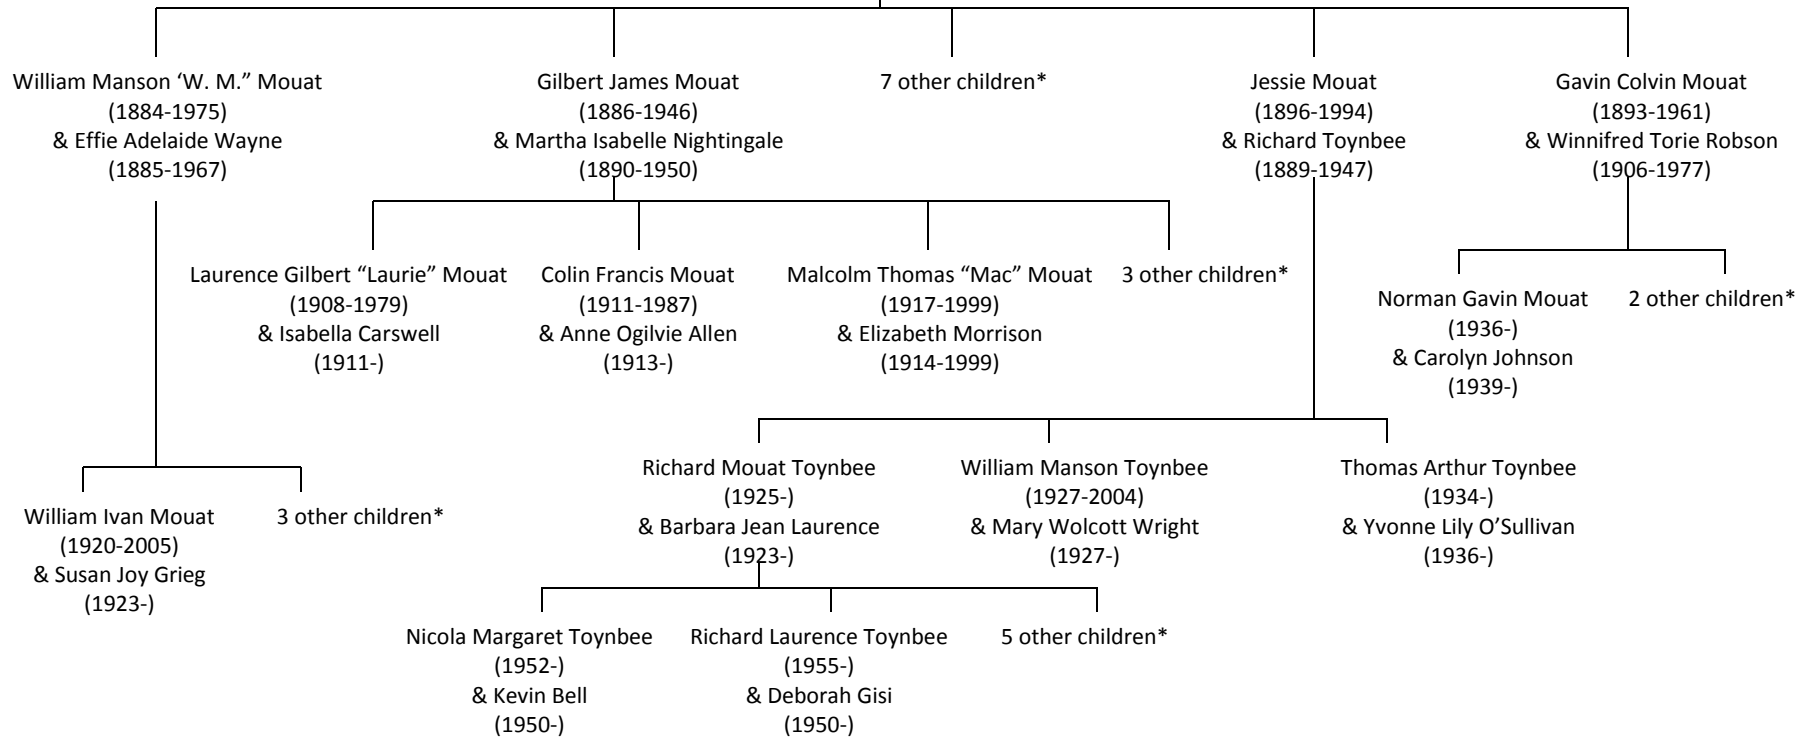 William Manson ‘W. M.” Mouat
(1884-1975)
& Effie Adelaide Wayne
(1885-1967)
Gilbert James Mouat
(1886-1946)
& Martha Isabelle Nightingale
(1890-1950)
7 other children*
Jessie Mouat
(1896-1994)
& Richard Toynbee
(1889-1947)
Gavin Colvin Mouat
(1893-1961)
& Winnifred Torie Robson
(1906-1977)
Laurence Gilbert “Laurie” Mouat
(1908-1979)
& Isabella Carswell
(1911-)
Colin Francis Mouat
(1911-1987)
& Anne Ogilvie Allen
(1913-)
Malcolm Thomas “Mac” Mouat
(1917-1999)
& Elizabeth Morrison
(1914-1999)
3 other children*
Norman Gavin Mouat
(1936-)
& Carolyn Johnson
(1939-)
2 other children*
William Ivan Mouat
(1920-2005)
& Susan Joy Grieg
(1923-)
3 other children*
Richard Mouat Toynbee
(1925-)
& Barbara Jean Laurence
(1923-)
William Manson Toynbee
(1927-2004)
& Mary Wolcott Wright
(1927-)
Thomas Arthur Toynbee
(1934-)
& Yvonne Lily O’Sullivan
(1936-)
Nicola Margaret Toynbee
(1952-)
& Kevin Bell
(1950-)
Richard Laurence Toynbee
(1955-)
& Deborah Gisi
(1950-)
5 other children*